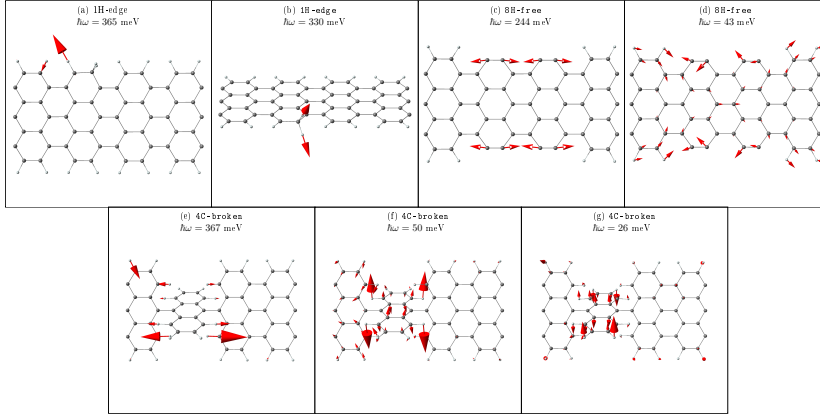 (a) 1H-edge
ℏω = 365 meV
(b) 1H-edge
ℏω = 330 meV
(c) 8H-free
ℏω = 244 meV
(d) 8H-free
ℏω = 43 meV
(e) 4C-broken
ℏω = 367 meV
(f) 4C-broken
ℏω = 50 meV
(g) 4C-broken
ℏω = 26 meV